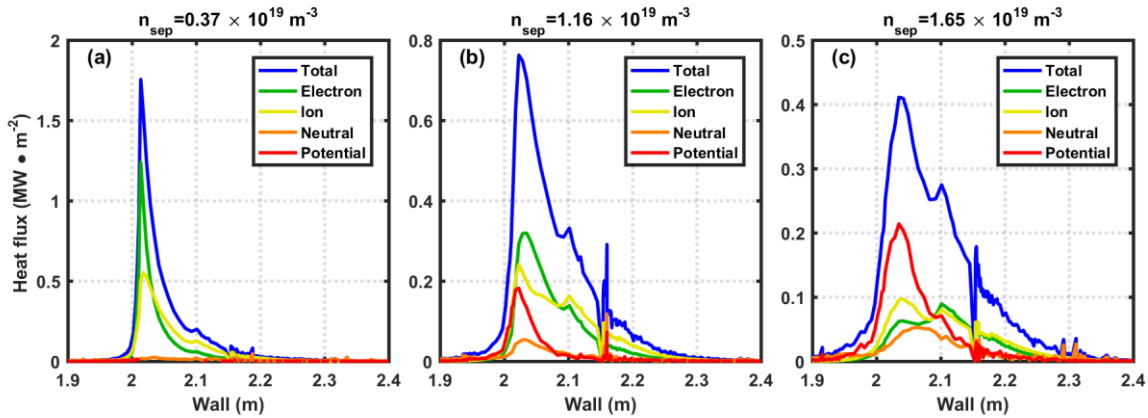 n_sep=0.37 × 10^19 m^-3
n_sep=1.16 × 10^19 m^-3
n_sep=1.65 × 10^19 m^-3
Heat flux (MW • m^-2)
(a)
Total
Electron
Ion
Neutral
Potential
2
1.5
1
0.5
0
1.9 2 2.1 2.2 2.3 2.4
Wall (m)
(b)
Total
Electron
Ion
Neutral
Potential
0.8
0.6
0.4
0.2
0
1.9 2 2.1 2.2 2.3 2.4
Wall (m)
(c)
Total
Electron
Ion
Neutral
Potential
0.5
0.4
0.3
0.2
0.1
0
1.9 2 2.1 2.2 2.3 2.4
Wall (m)